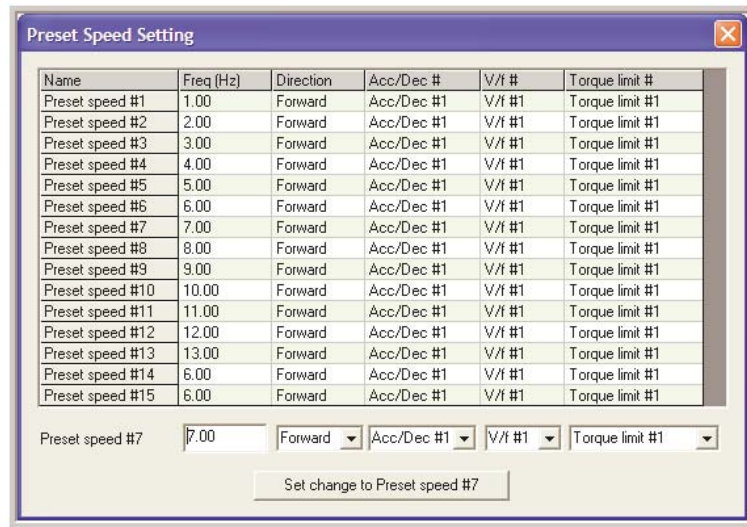 Preset Speed Setting
Name Freq (Hz) Direction Acc/Dec # V/f # Torque limit #
Preset speed #1 1.00 Forward Acc/Dec #1 V/f #1 Torque limit #1
Preset speed #2 2.00 Forward Acc/Dec #1 V/f #1 Torque limit #1
Preset speed #3 3.00 Forward Acc/Dec #1 V/f #1 Torque limit #1
Preset speed #4 4.00 Forward Acc/Dec #1 V/f #1 Torque limit #1
Preset speed #5 5.00 Forward Acc/Dec #1 V/f #1 Torque limit #1
Preset speed #6 6.00 Forward Acc/Dec #1 V/f #1 Torque limit #1
Preset speed #7 7.00 Forward Acc/Dec #1 V/f #1 Torque limit #1
Preset speed #8 8.00 Forward Acc/Dec #1 V/f #1 Torque limit #1
Preset speed #9 9.00 Forward Acc/Dec #1 V/f #1 Torque limit #1
Preset speed #10 10.00 Forward Acc/Dec #1 V/f #1 Torque limit #1
Preset speed #11 11.00 Forward Acc/Dec #1 V/f #1 Torque limit #1
Preset speed #12 12.00 Forward Acc/Dec #1 V/f #1 Torque limit #1
Preset speed #13 13.00 Forward Acc/Dec #1 V/f #1 Torque limit #1
Preset speed #14 6.00 Forward Acc/Dec #1 V/f #1 Torque limit #1
Preset speed #15 6.00 Forward Acc/Dec #1 V/f #1 Torque limit #1
Preset speed #7 7.00 Forward Acc/Dec #1 V/f #1 Torque limit #1
Set change to Preset speed #7